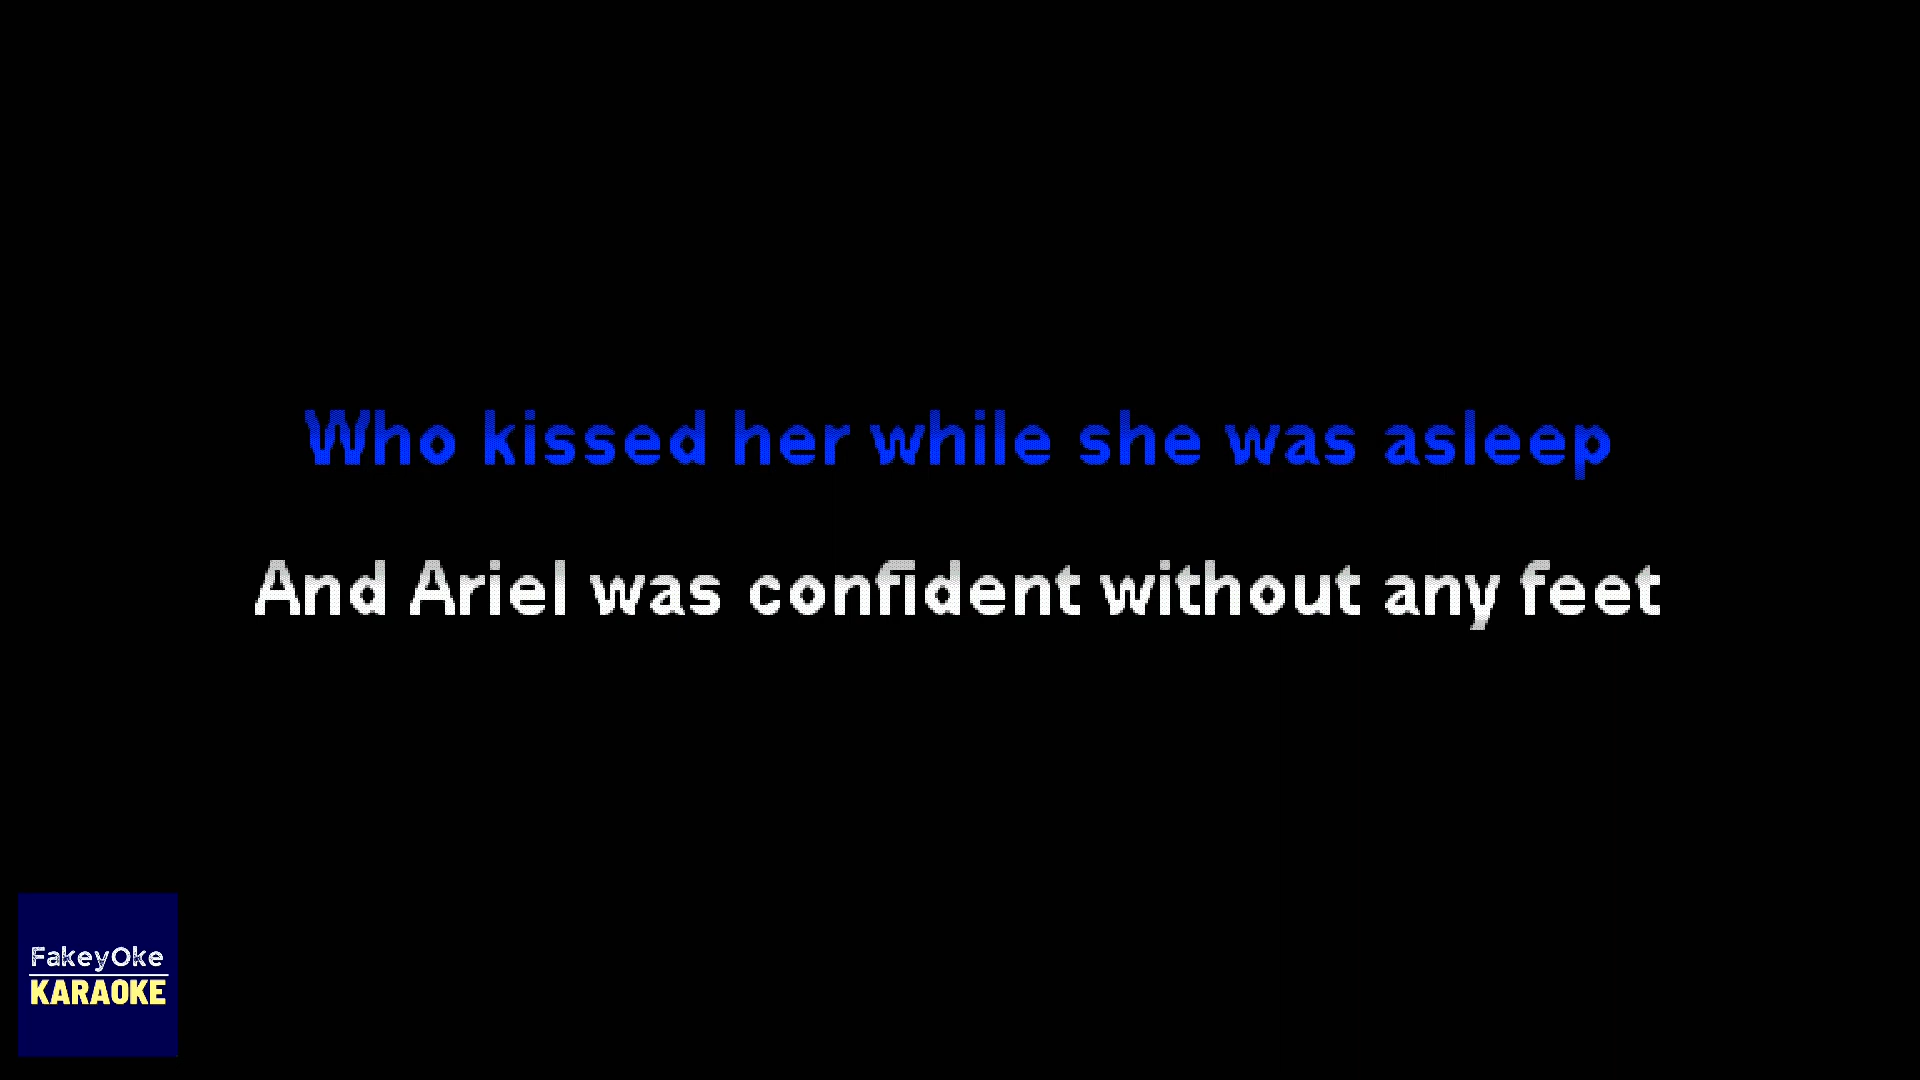 Who kissed her while she was asleep
And Ariel was confident without any feet
FakeyOke
KARAOKE